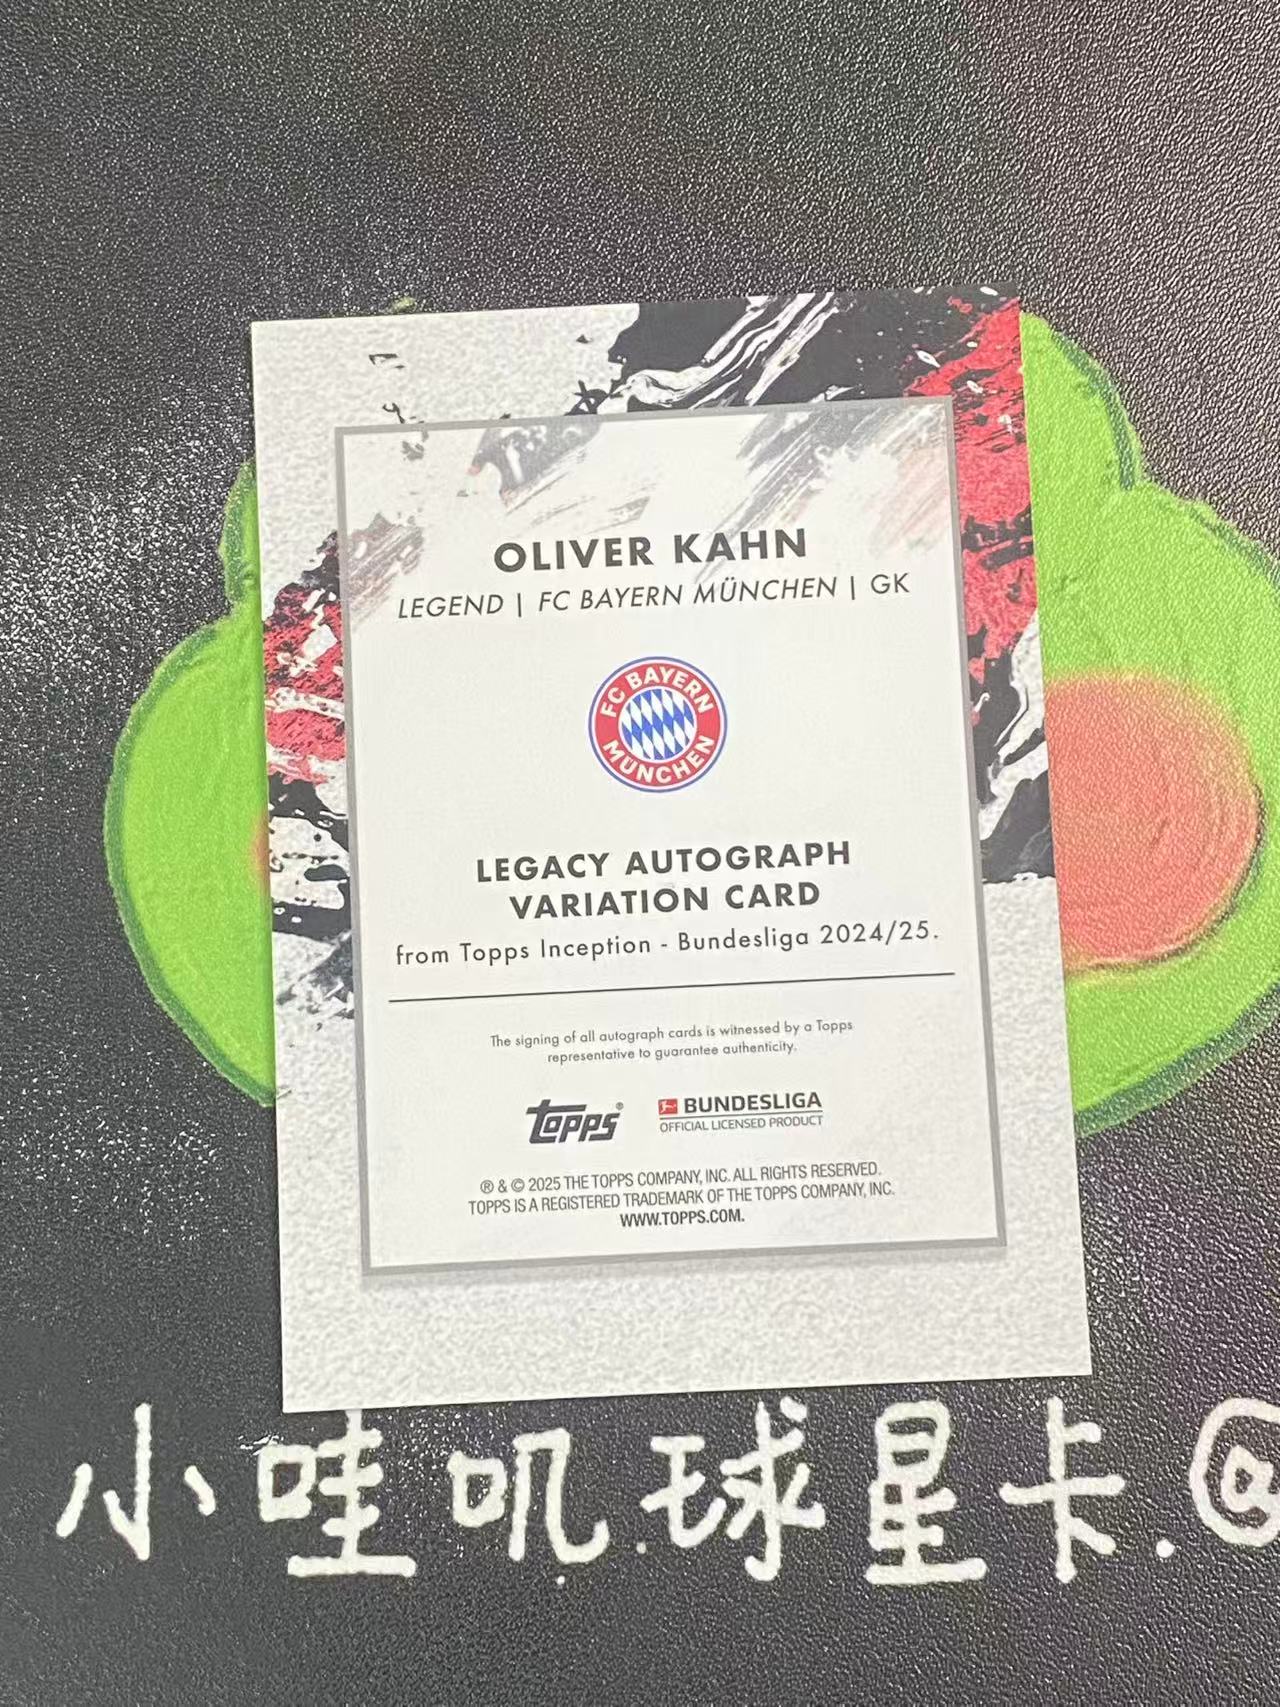 OLIVER KAHN
LEGEND | FC BAYERN MÜNCHEN | GK
FC BAYERN
MÜNCHEN
LEGACY AUTOGRAPH
VARIATION CARD
from Topps Inception - Bundesliga 2024/25.
The signing of all autograph cards is witnessed by a Topps
representative to guarantee authenticity.
topps®
BUNDESLIGA
OFFICIAL LICENSED PRODUCT
® & © 2025 THE TOPPS COMPANY, INC. ALL RIGHTS RESERVED.
TOPPS IS A REGISTERED TRADEMARK OF THE TOPPS COMPANY, INC.
WWW.TOPPS.COM.
小哇叽球星卡.@